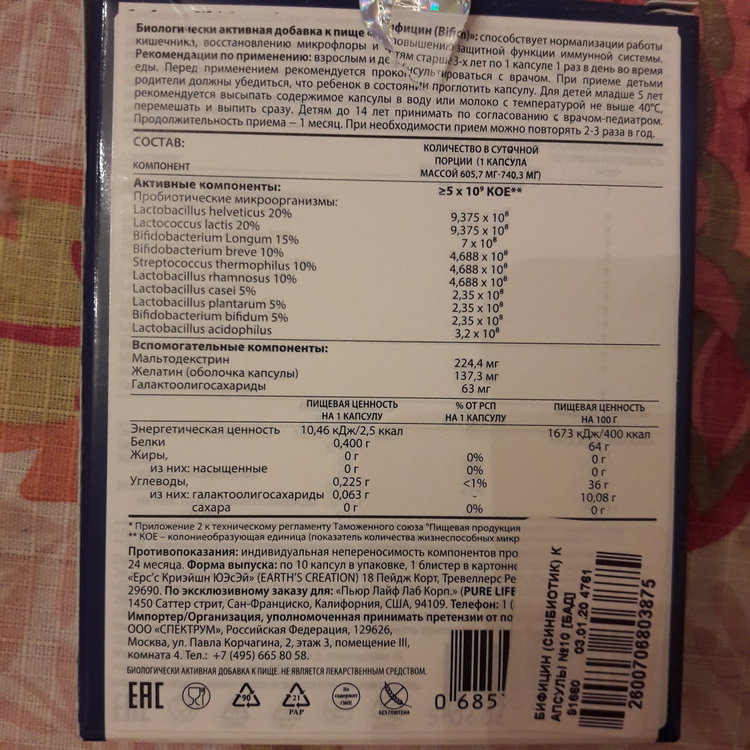 Биологически активная добавка к пище «Бифицин (Bificin)»: способствует нормализации работы
кишечника, восстановлению микрофлоры и повышению защитной функции иммунной системы.
Рекомендации по применению: взрослым и детям старше 3-х лет по 1 капсуле 1 раз в день во время
еды. Перед применением рекомендуется проконсультироваться с врачом. При приеме детьми
родители должны убедиться, что ребенок в состоянии проглотить капсулу. Для детей младше 5 лет
рекомендуется высыпать содержимое капсулы в воду или молоко с температурой не выше 40°С,
перемешать и выпить сразу. Детям до 14 лет принимать по согласованию с врачом-педиатром.
Продолжительность приема – 1 месяц. При необходимости прием можно повторять 2-3 раза в год.
СОСТАВ:
КОМПОНЕНТ
КОЛИЧЕСТВО В СУТОЧНОЙ
ПОРЦИИ (1 КАПСУЛА
МАССОЙ 605,7 МГ-740,3 МГ)
Активные компоненты: ≥5 x 10⁹ КОЕ**
Пробиотические микроорганизмы:
Lactobacillus helveticus 20% 9,375 x 10⁸
Lactococcus lactis 20% 9,375 x 10⁸
Bifidobacterium Longum 15% 7 x 10⁸
Bifidobacterium breve 10% 4,688 x 10⁸
Streptococcus thermophilus 10% 4,688 x 10⁸
Lactobacillus rhamnosus 10% 4,688 x 10⁸
Lactobacillus casei 5% 2,35 x 10⁸
Lactobacillus plantarum 5% 2,35 x 10⁸
Bifidobacterium bifidum 5% 2,35 x 10⁸
Lactobacillus acidophilus 3,2 x 10⁸
Вспомогательные компоненты:
Мальтодекстрин 224,4 мг
Желатин (оболочка капсулы) 137,3 мг
Галактоолигосахариды 63 мг
ПИЩЕВАЯ ЦЕННОСТЬ НА 1 КАПСУЛУ
% ОТ РСП НА 1 КАПСУЛУ
ПИЩЕВАЯ ЦЕННОСТЬ НА 100 Г
Энергетическая ценность 10,46 кДж/2,5 ккал 1673 кДж/400 ккал
Белки 0,400 г 64 г
Жиры, 0 г 0% 0 г
из них: насыщенные 0 г 0% 0 г
Углеводы, 0,225 г <1% 36 г
из них: галактоолигосахариды 0,063 г - 10,08 г
сахара 0 г 0% 0 г
* Приложение 2 к техническому регламенту Таможенного союза "Пищевая продукция
** КОЕ – колониеобразующая единица (показатель количества жизнеспособных микр
Противопоказания: индивидуальная непереносимость компонентов про
24 месяца. Форма выпуска: по 10 капсул в упаковке, 1 блистер в картонн
«Ерс'с Криэйшн ЮЭсЭй» (EARTH'S CREATION) 18 Пейдж Корт, Тревеллерс Ре
29690. По эксклюзивному заказу для: «Пьюр Лайф Лаб Корп.» (PURE LIFE
1450 Саттер стрит, Сан-Франциско, Калифорния, США, 94109. Телефон: 1 (
Импортер/Организация, уполномоченная принимать претензии от по
ООО «СПЕКТРУМ», Российская Федерация, 129626,
Москва, ул. Павла Корчагина, 2, этаж 3, помещение III,
комната 4. Тел.: +7 (495) 665 80 58.
БИОЛОГИЧЕСКИ АКТИВНАЯ ДОБАВКА К ПИЩЕ. НЕ ЯВЛЯЕТСЯ ЛЕКАРСТВЕННЫМ СРЕДСТВОМ.
EAC
90
21
PAP
Не содержит ГМО!
БЕЗ ГЛЮТЕНА
0 685
БИФИЦИН (СИНБИОТИК) К
АПСУЛЫ №10 [БАД]
91660 03.01.20 4761
2600706803875